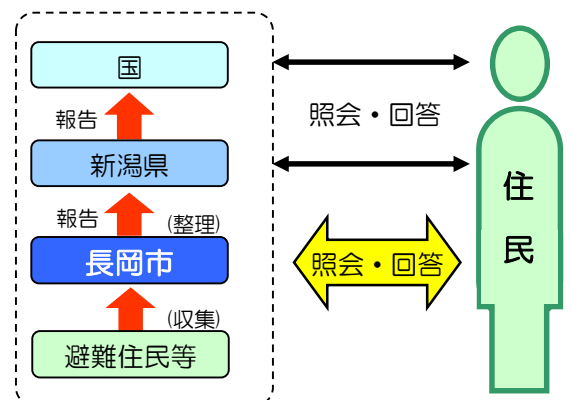 国
報告
照会・回答
新潟県
報告
(整理)
長岡市
照会・回答
(収集)
避難住民等
住
民